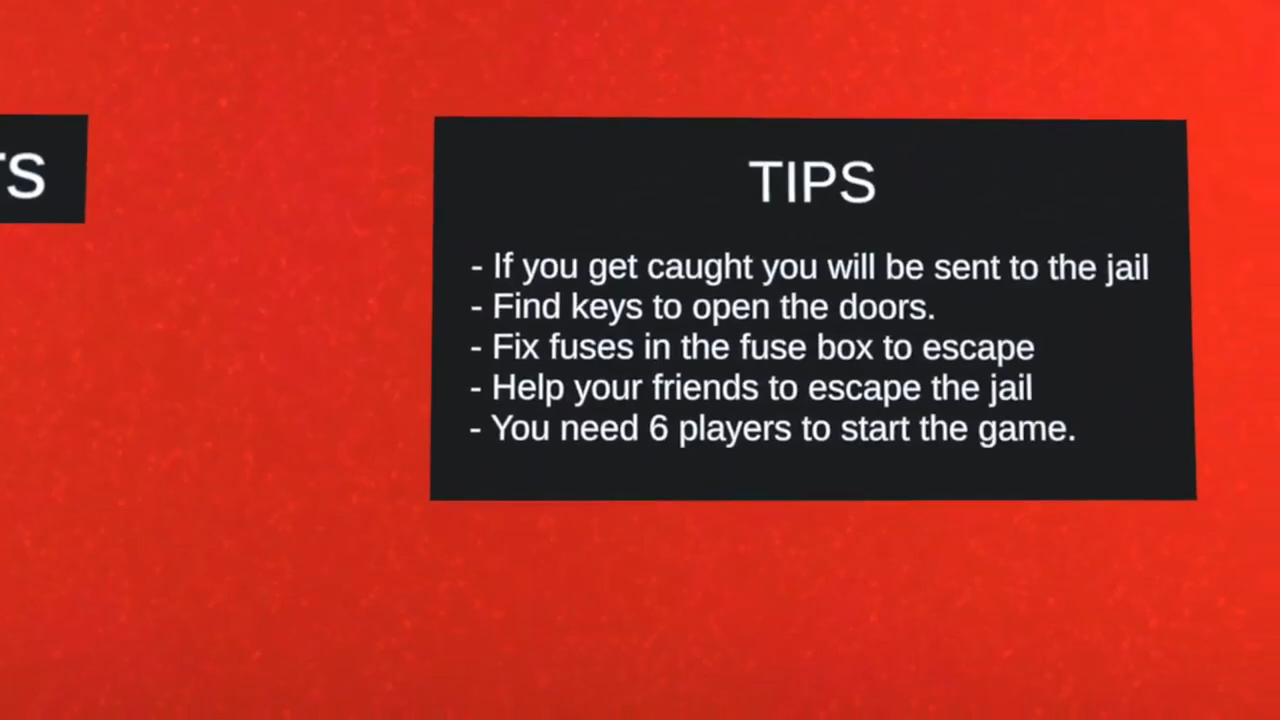 TS
TIPS
- If you get caught you will be sent to the jail
- Find keys to open the doors.
- Fix fuses in the fuse box to escape
- Help your friends to escape the jail
- You need 6 players to start the game.